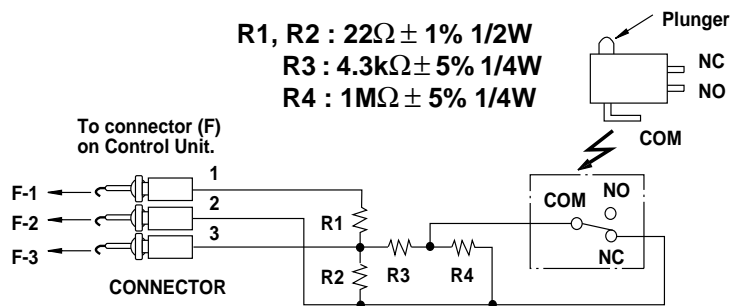 R1, R2 : 22Ω ± 1% 1/2W
R3 : 4.3kΩ ± 5% 1/4W
R4 : 1MΩ ± 5% 1/4W
Plunger
NC
NO
COM
To connector (F)
on Control Unit.
F-1
F-2
F-3
1
2
3
CONNECTOR
R1
R2
R3
R4
COM
NO
NC